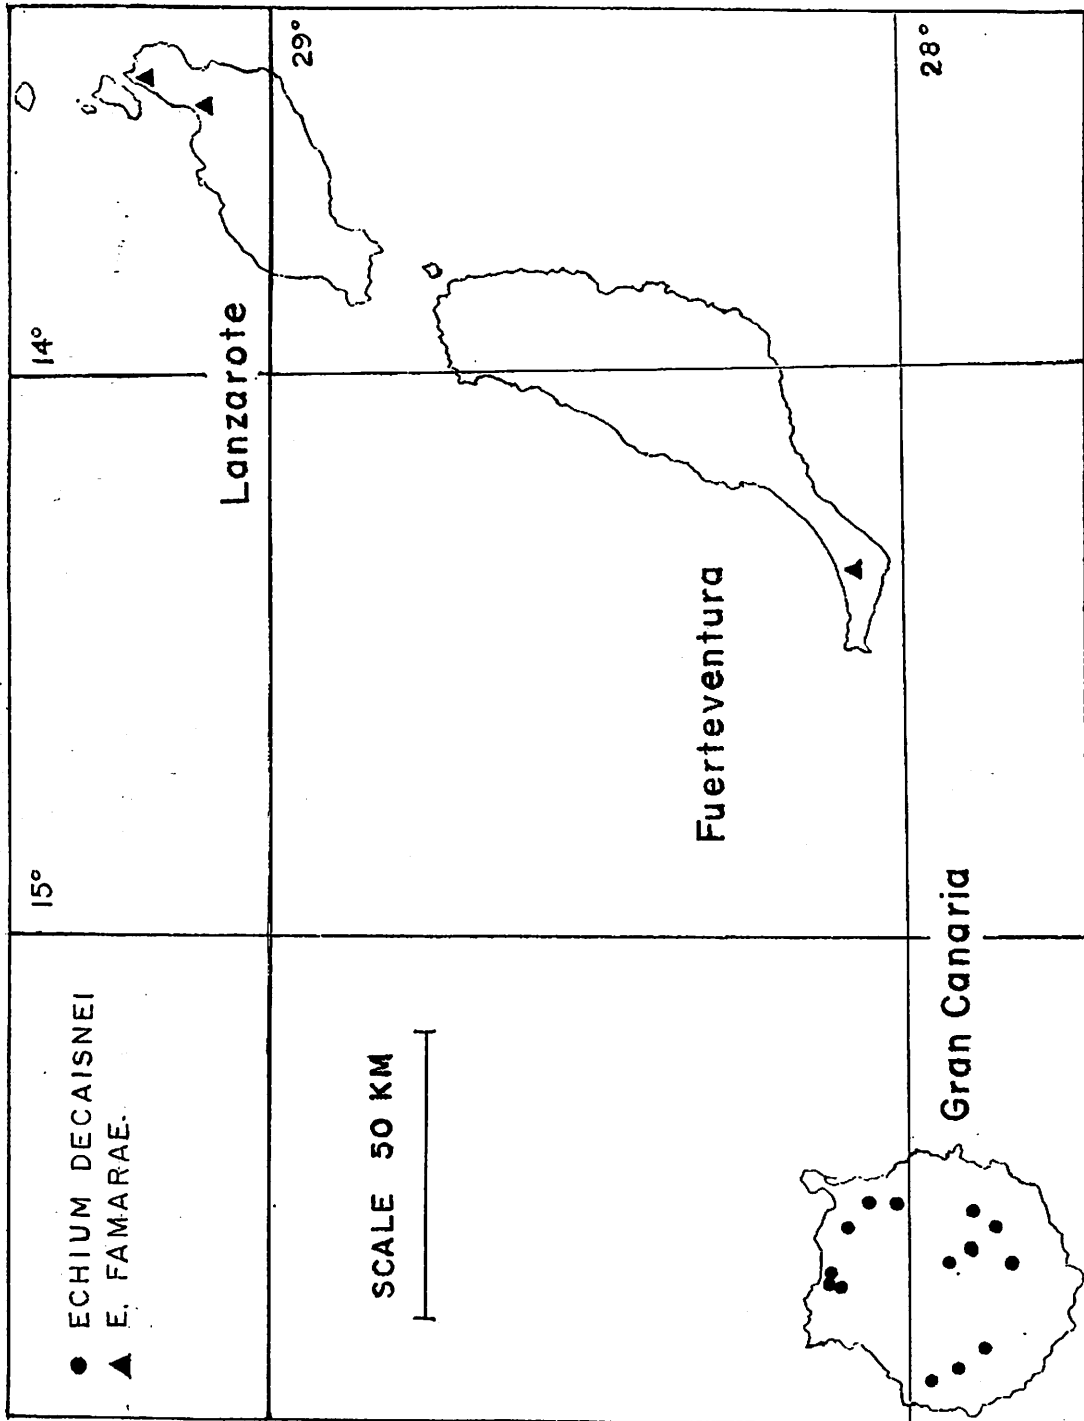 ● ECHIUM DECAISNEI
▲ E. FAMARAE.
SCALE 50 KM
15°
14°
29°
28°
Lanzarote
Fuerteventura
Gran Canaria